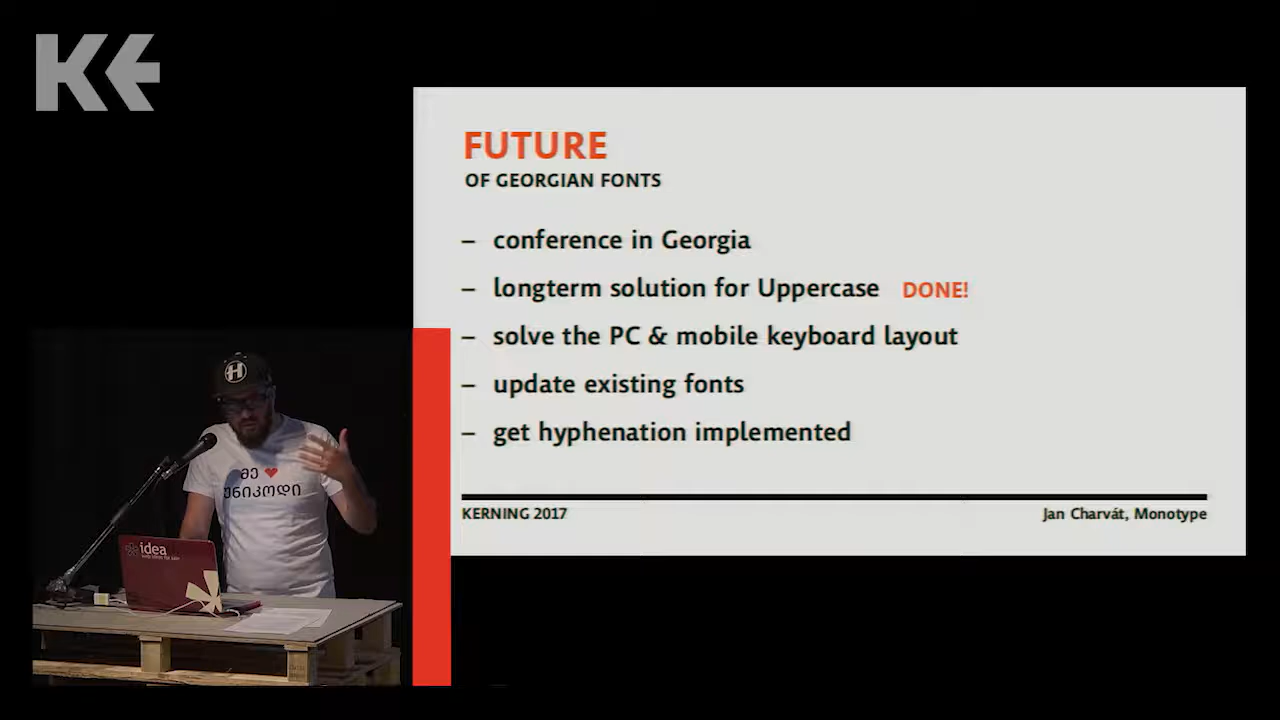 KE
FUTURE
OF GEORGIAN FONTS
– conference in Georgia
– longterm solution for Uppercase DONE!
– solve the PC & mobile keyboard layout
– update existing fonts
– get hyphenation implemented
KERNING 2017
Jan Charvát, Monotype
H
მე ❤
უნიკოდი
idea